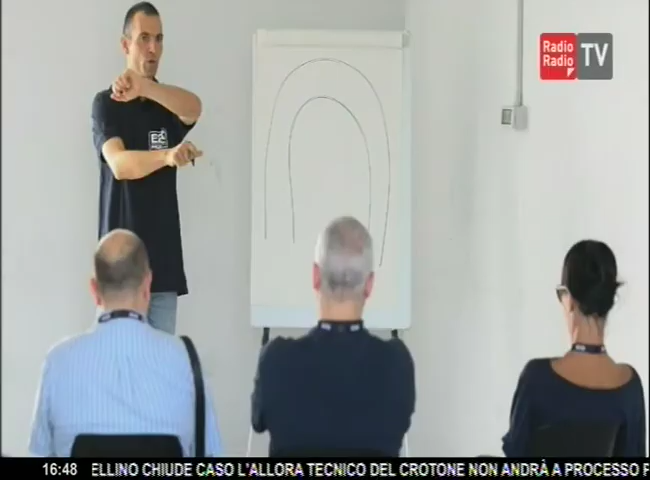 Radio
Radio
TV
16:48 ELLINO CHIUDE CASO L'ALLORA TECNICO DEL CROTONE NON ANDRÀ A PROCESSO